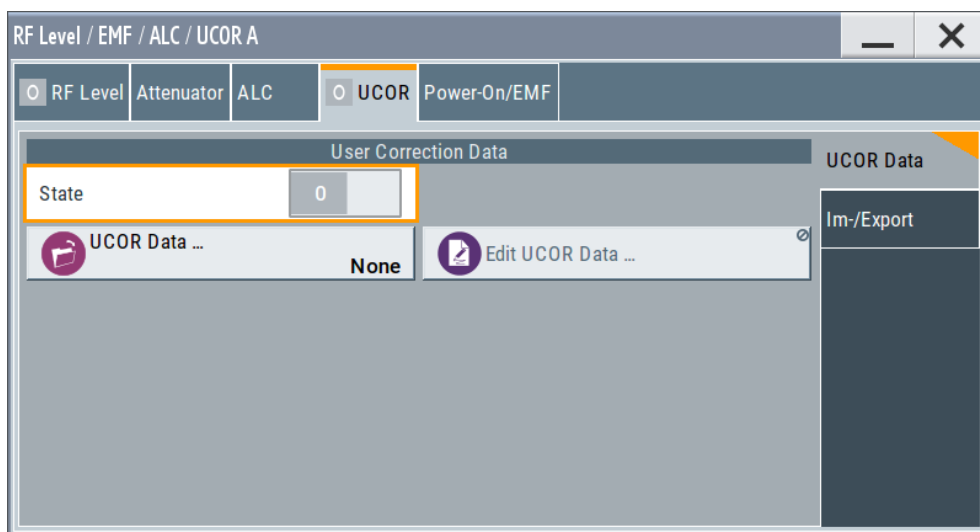 RF Level / EMF / ALC / UCOR A
O RF Level Attenuator ALC O UCOR Power-On/EMF
User Correction Data
UCOR Data
State 0
Im-/Export
UCOR Data ...
None
Edit UCOR Data ...